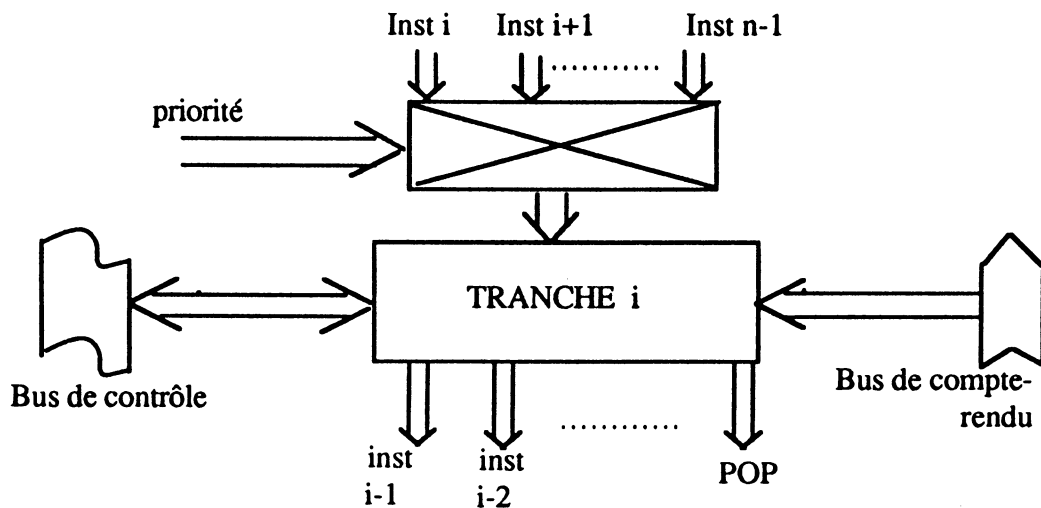 Inst i Inst i+1 Inst n-1
...........
priorité
TRANCHE i
Bus de contrôle
Bus de compte-
rendu
............
inst
i-1
inst
i-2
POP